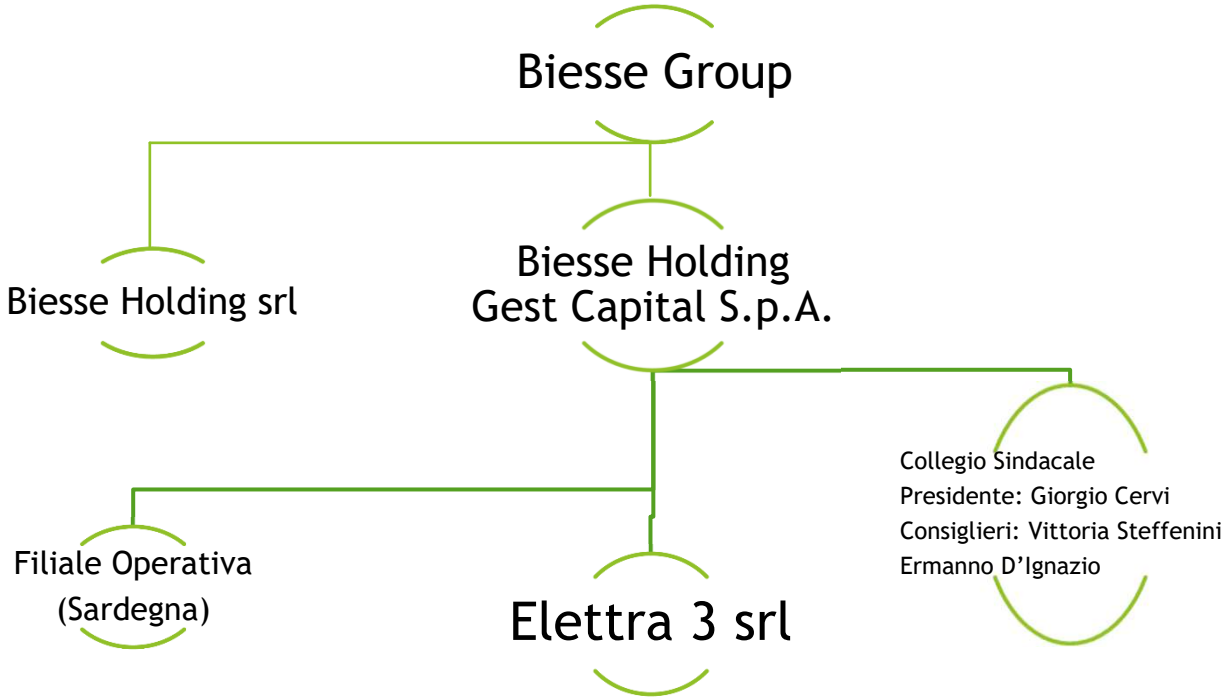 Biesse Group
Biesse Holding srl
Biesse Holding
Gest Capital S.p.A.
Collegio Sindacale
Presidente: Giorgio Cervi
Consiglieri: Vittoria Steffenini
Ermanno D'Ignazio
Filiale Operativa
(Sardegna)
Elettra 3 srl